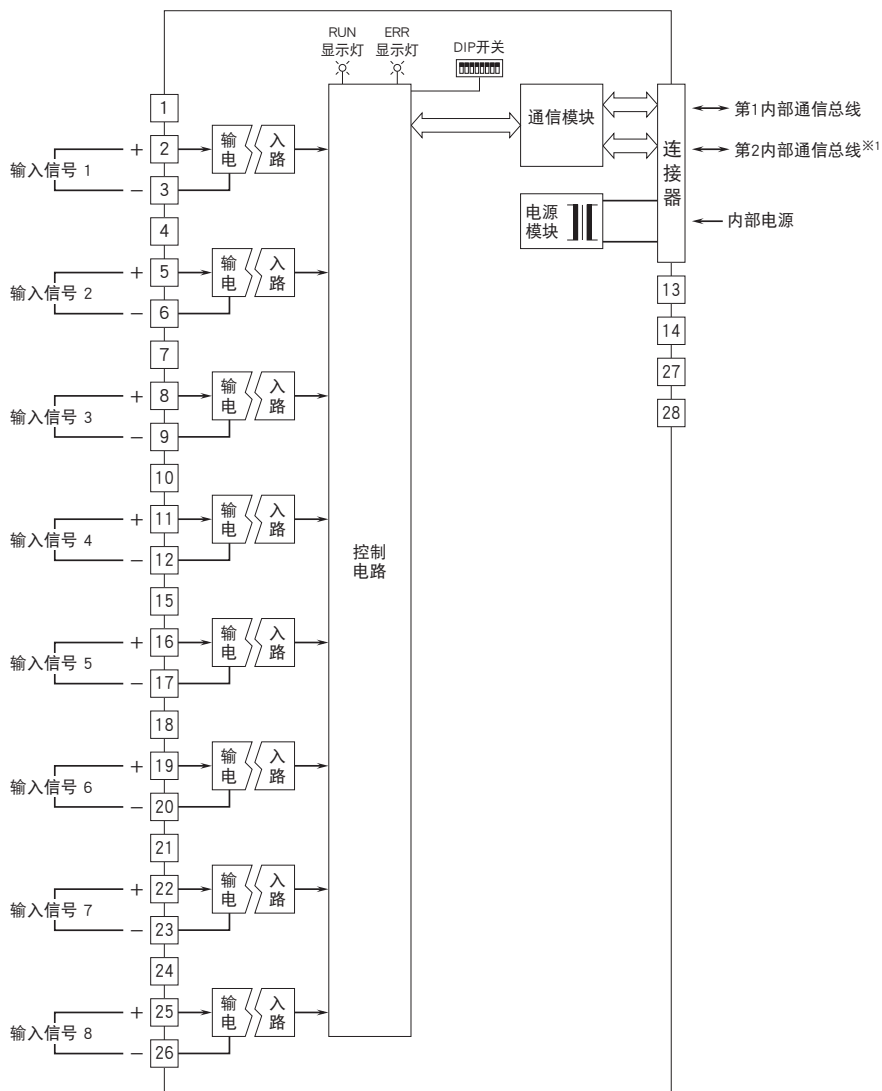 RUN
显示灯
ERR
显示灯
DIP开关
通信模块
连接器
第1内部通信总线
第2内部通信总线※1
电源
模块
内部电源
13
14
27
28
控制
电路
1
输入信号 1
+ 2
− 3
输 入
电 路
4
输入信号 2
+ 5
− 6
输 入
电 路
7
输入信号 3
+ 8
− 9
输 入
电 路
10
输入信号 4
+ 11
− 12
输 入
电 路
15
输入信号 5
+ 16
− 17
输 入
电 路
18
输入信号 6
+ 19
− 20
输 入
电 路
21
输入信号 7
+ 22
− 23
输 入
电 路
24
输入信号 8
+ 25
− 26
输 入
电 路